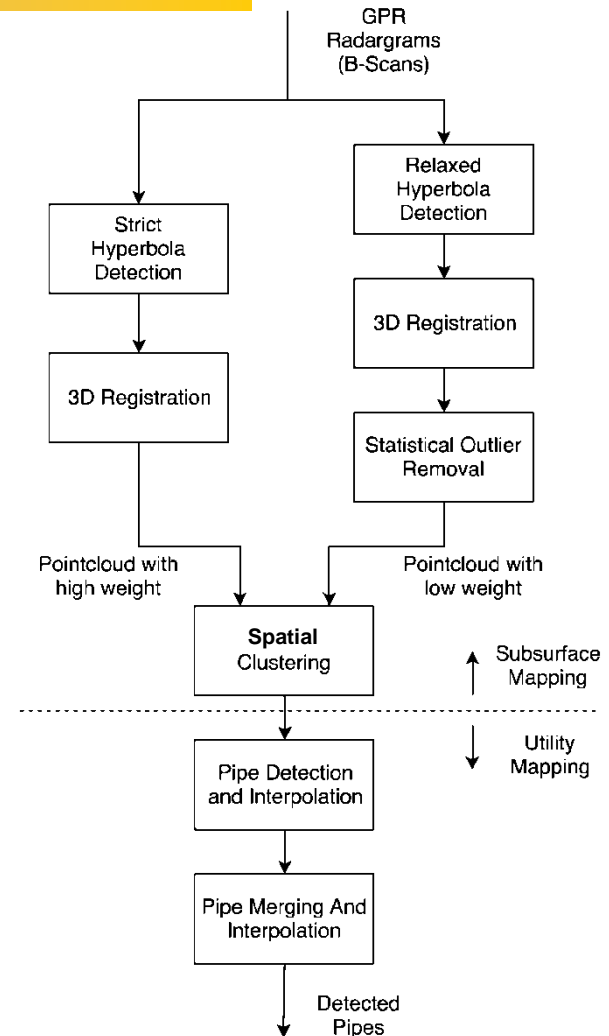 GPR
Radargrams
(B-Scans)
Relaxed
Hyperbola
Detection
Strict
Hyperbola
Detection
3D Registration
3D Registration
Statistical Outlier
Removal
Pointcloud with
high weight
Pointcloud with
low weight
Spatial
Clustering
Subsurface
Mapping
Utility
Mapping
Pipe Detection
and Interpolation
Pipe Merging And
Interpolation
Detected
Pipes